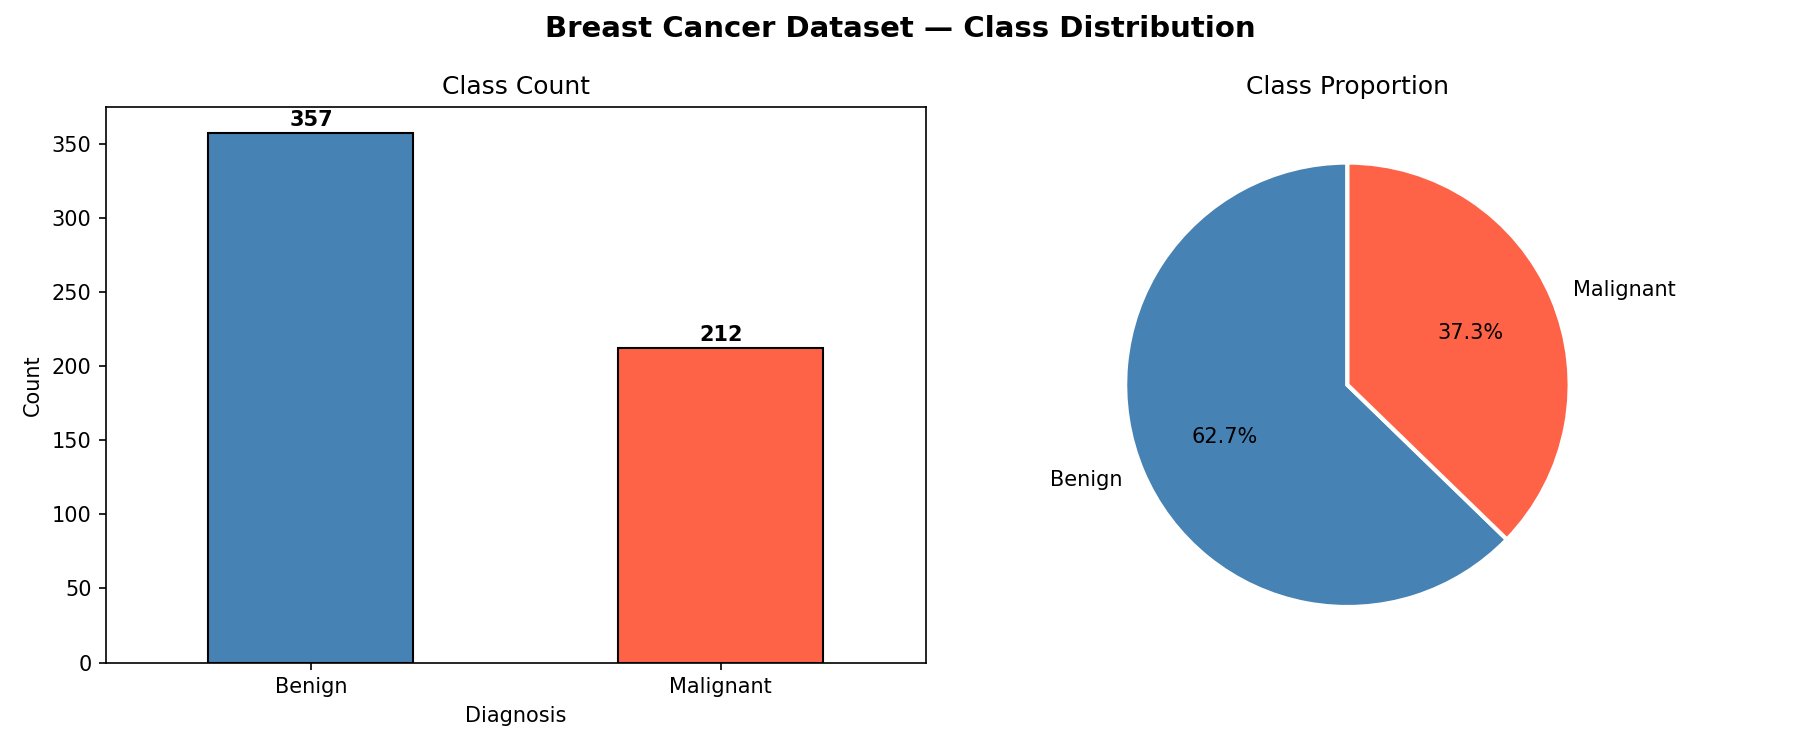 Breast Cancer Dataset — Class Distribution
Class Count
357
212
350
300
250
200
150
100
50
0
Count
Benign
Malignant
Diagnosis
Class Proportion
Malignant
37.3%
62.7%
Benign